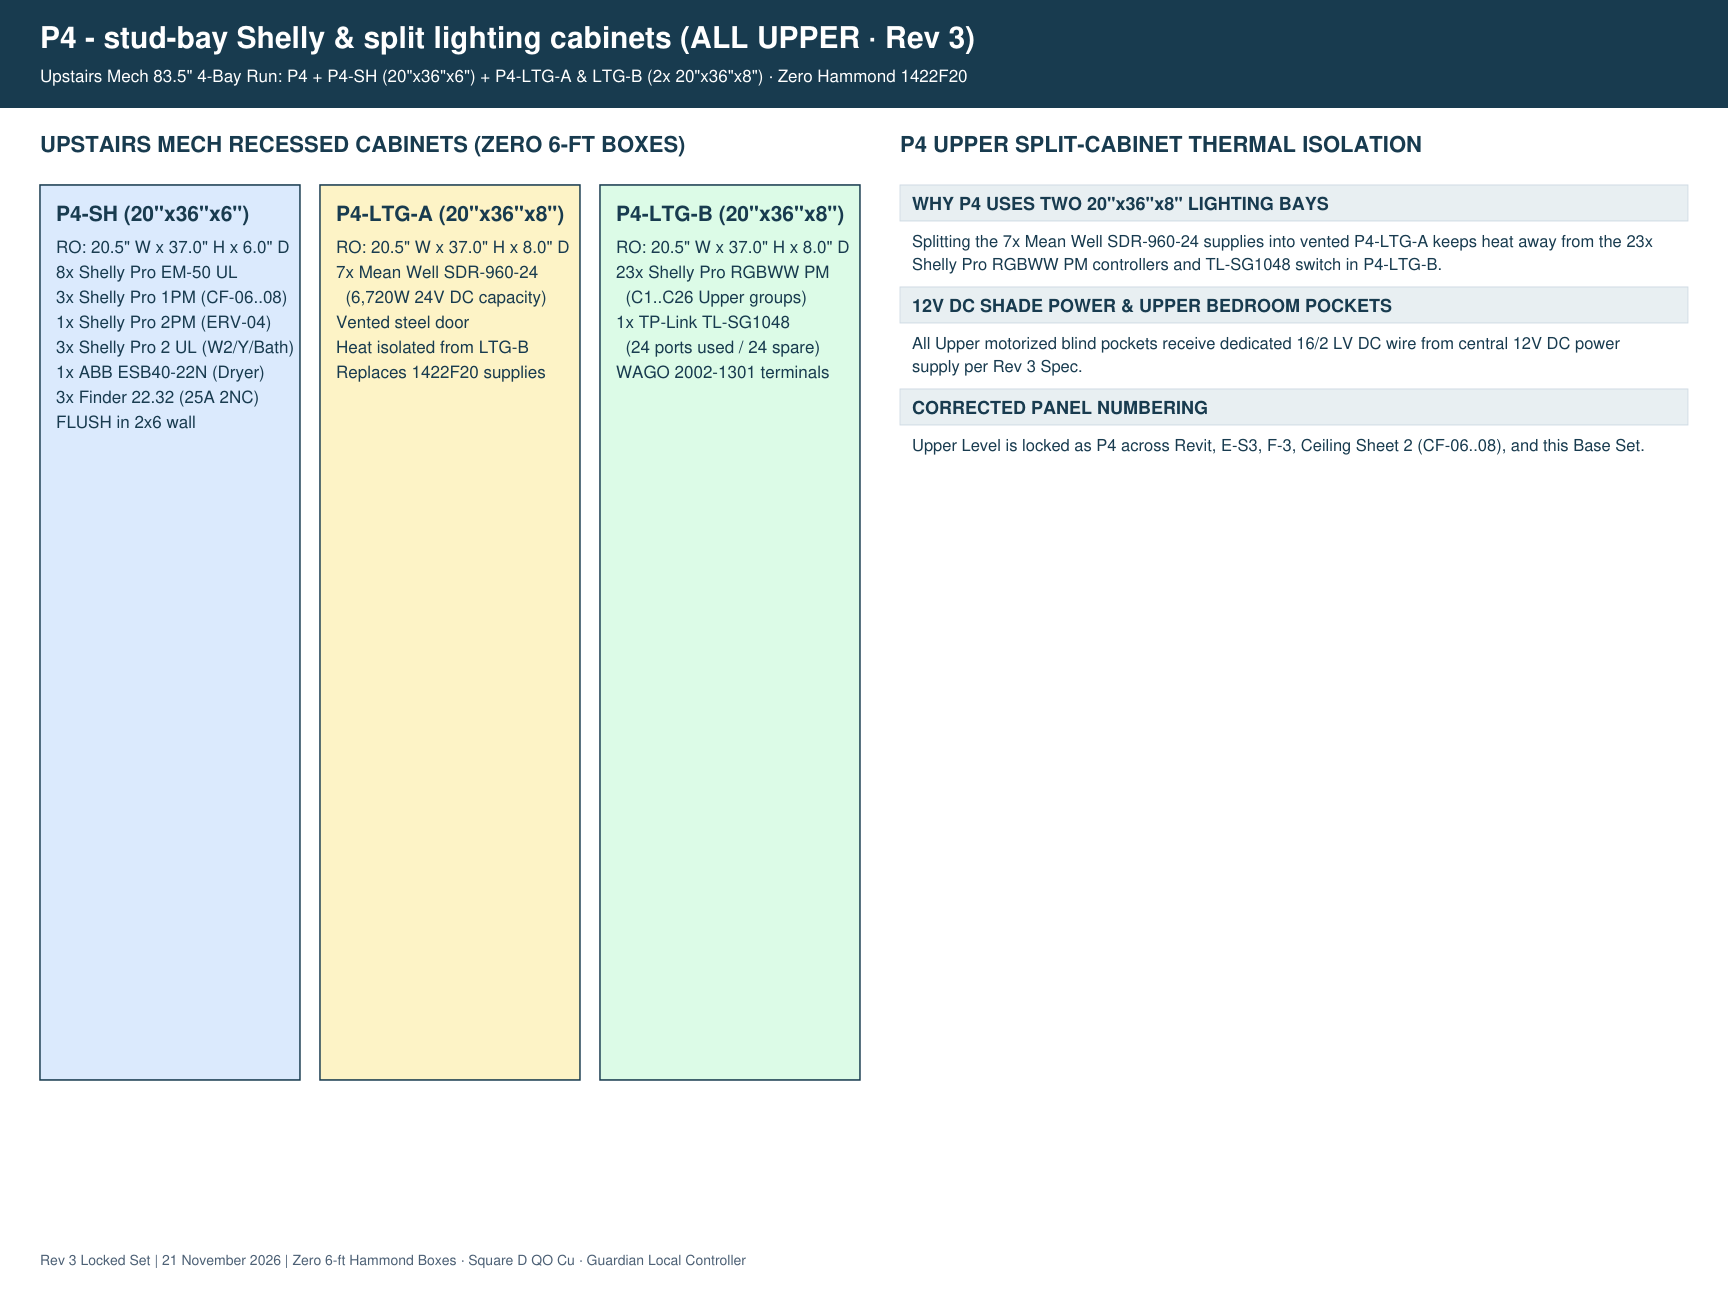 P4 - stud-bay Shelly & split lighting cabinets (ALL UPPER · Rev 3)
Upstairs Mech 83.5" 4-Bay Run: P4 + P4-SH (20"x36"x6") + P4-LTG-A & LTG-B (2x 20"x36"x8") · Zero Hammond 1422F20
UPSTAIRS MECH RECESSED CABINETS (ZERO 6-FT BOXES)
P4-SH (20"x36"x6")
RO: 20.5" W x 37.0" H x 6.0" D
8x Shelly Pro EM-50 UL
3x Shelly Pro 1PM (CF-06..08)
1x Shelly Pro 2PM (ERV-04)
3x Shelly Pro 2 UL (W2/Y/Bath)
1x ABB ESB40-22N (Dryer)
3x Finder 22.32 (25A 2NC)
FLUSH in 2x6 wall
P4-LTG-A (20"x36"x8")
RO: 20.5" W x 37.0" H x 8.0" D
7x Mean Well SDR-960-24
(6,720W 24V DC capacity)
Vented steel door
Heat isolated from LTG-B
Replaces 1422F20 supplies
P4-LTG-B (20"x36"x8")
RO: 20.5" W x 37.0" H x 8.0" D
23x Shelly Pro RGBWW PM
(C1..C26 Upper groups)
1x TP-Link TL-SG1048
(24 ports used / 24 spare)
WAGO 2002-1301 terminals
P4 UPPER SPLIT-CABINET THERMAL ISOLATION
WHY P4 USES TWO 20"x36"x8" LIGHTING BAYS
Splitting the 7x Mean Well SDR-960-24 supplies into vented P4-LTG-A keeps heat away from the 23x
Shelly Pro RGBWW PM controllers and TL-SG1048 switch in P4-LTG-B.
12V DC SHADE POWER & UPPER BEDROOM POCKETS
All Upper motorized blind pockets receive dedicated 16/2 LV DC wire from central 12V DC power
supply per Rev 3 Spec.
CORRECTED PANEL NUMBERING
Upper Level is locked as P4 across Revit, E-S3, F-3, Ceiling Sheet 2 (CF-06..08), and this Base Set.
Rev 3 Locked Set | 21 November 2026 | Zero 6-ft Hammond Boxes · Square D QO Cu · Guardian Local Controller